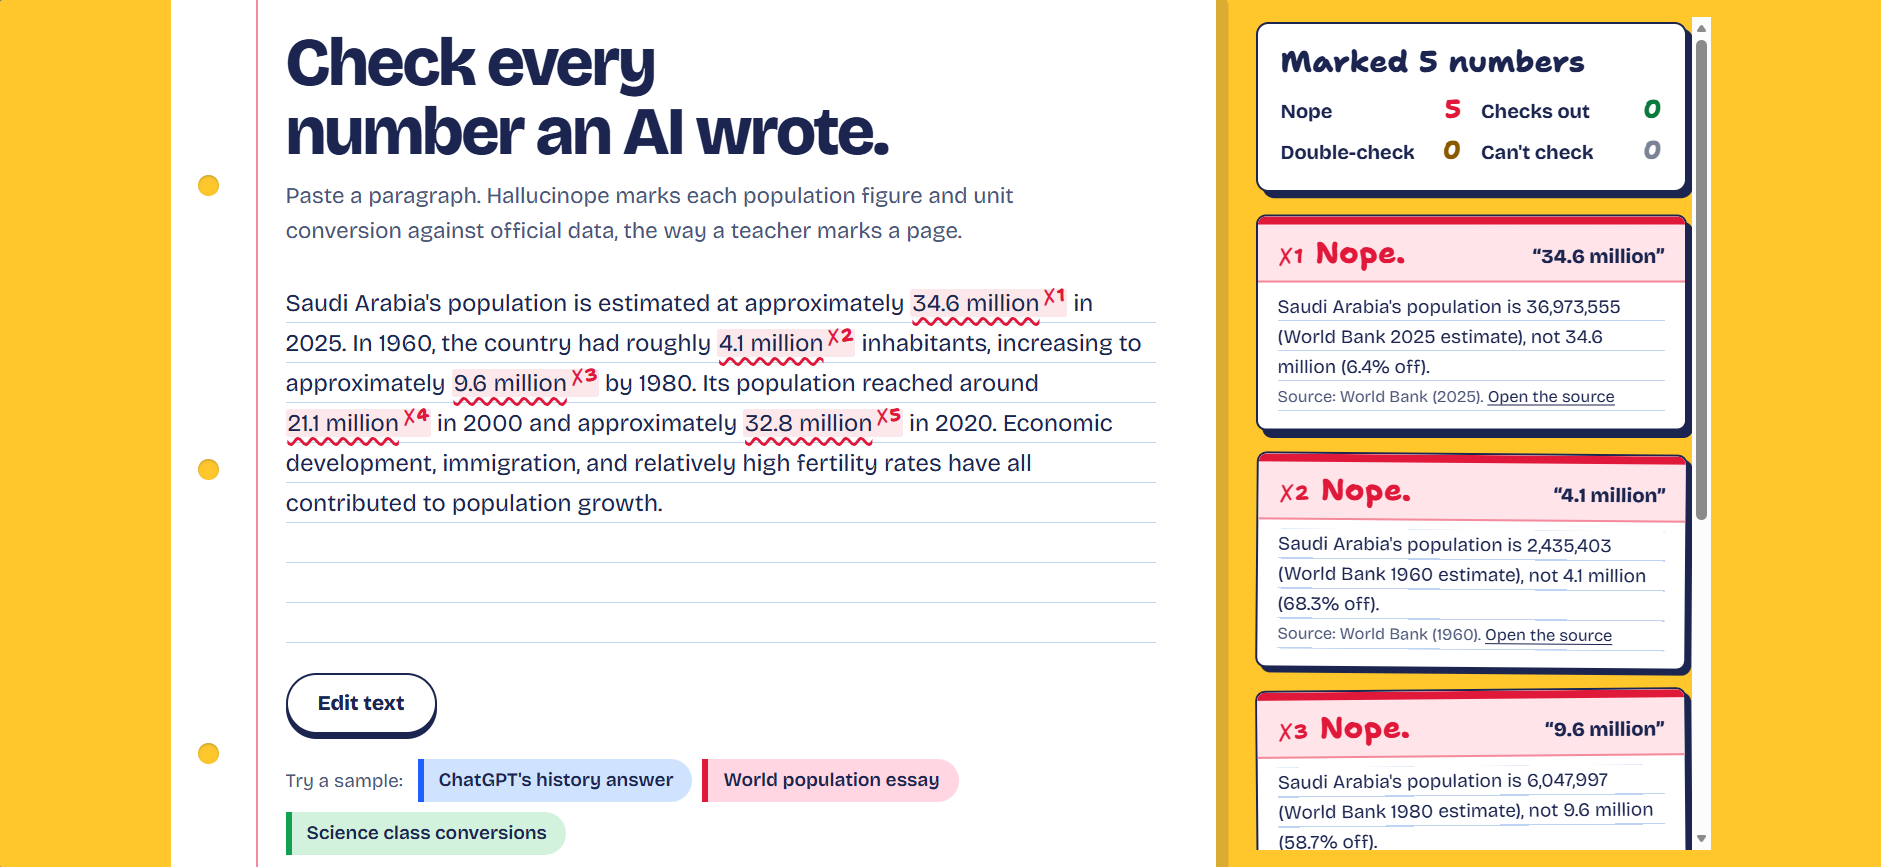 Check every
number an AI wrote.
Paste a paragraph. Hallucinope marks each population figure and unit
conversion against official data, the way a teacher marks a page.
Saudi Arabia's population is estimated at approximately 34.6 million X1 in
2025. In 1960, the country had roughly 4.1 million X2 inhabitants, increasing to
approximately 9.6 million X3 by 1980. Its population reached around
21.1 million X4 in 2000 and approximately 32.8 million X5 in 2020. Economic
development, immigration, and relatively high fertility rates have all
contributed to population growth.
Edit text
Try a sample: ChatGPT's history answer World population essay
Science class conversions
Marked 5 numbers
Nope 5 Checks out 0
Double-check 0 Can't check 0
X1 Nope. “34.6 million”
Saudi Arabia's population is 36,973,555
(World Bank 2025 estimate), not 34.6
million (6.4% off).
Source: World Bank (2025). Open the source
X2 Nope. “4.1 million”
Saudi Arabia's population is 2,435,403
(World Bank 1960 estimate), not 4.1 million
(68.3% off).
Source: World Bank (1960). Open the source
X3 Nope. “9.6 million”
Saudi Arabia's population is 6,047,997
(World Bank 1980 estimate), not 9.6 million
(58.7% off).